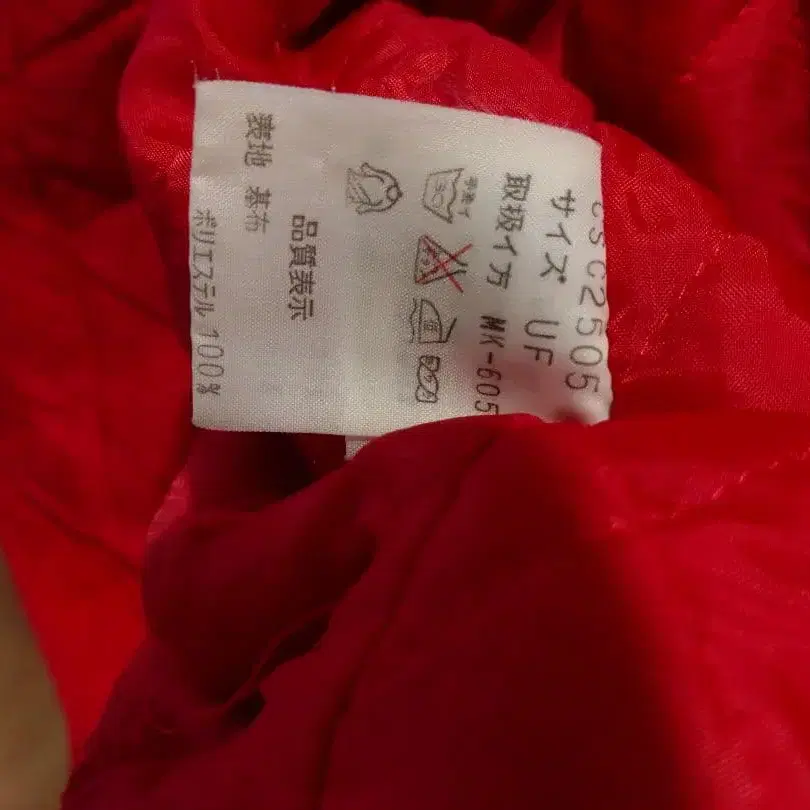 CSC2505
サイズ UF
取扱イ方 MK-605
手洗イ
品質表示
表地 基布
ポリエステル 100%